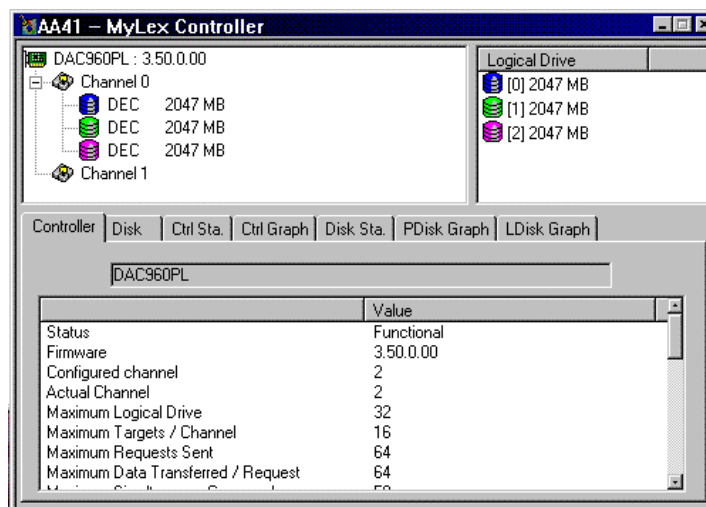 AA41 – MyLex Controller
DAC960PL : 3.50.0.00
Channel 0
DEC 2047 MB
DEC 2047 MB
DEC 2047 MB
Channel 1
Logical Drive
[0] 2047 MB
[1] 2047 MB
[2] 2047 MB
Controller Disk Ctrl Sta. Ctrl Graph Disk Sta. PDisk Graph LDisk Graph
DAC960PL
Value
Status Functional
Firmware 3.50.0.00
Configured channel 2
Actual Channel 2
Maximum Logical Drive 32
Maximum Targets / Channel 16
Maximum Requests Sent 64
Maximum Data Transferred / Request 64